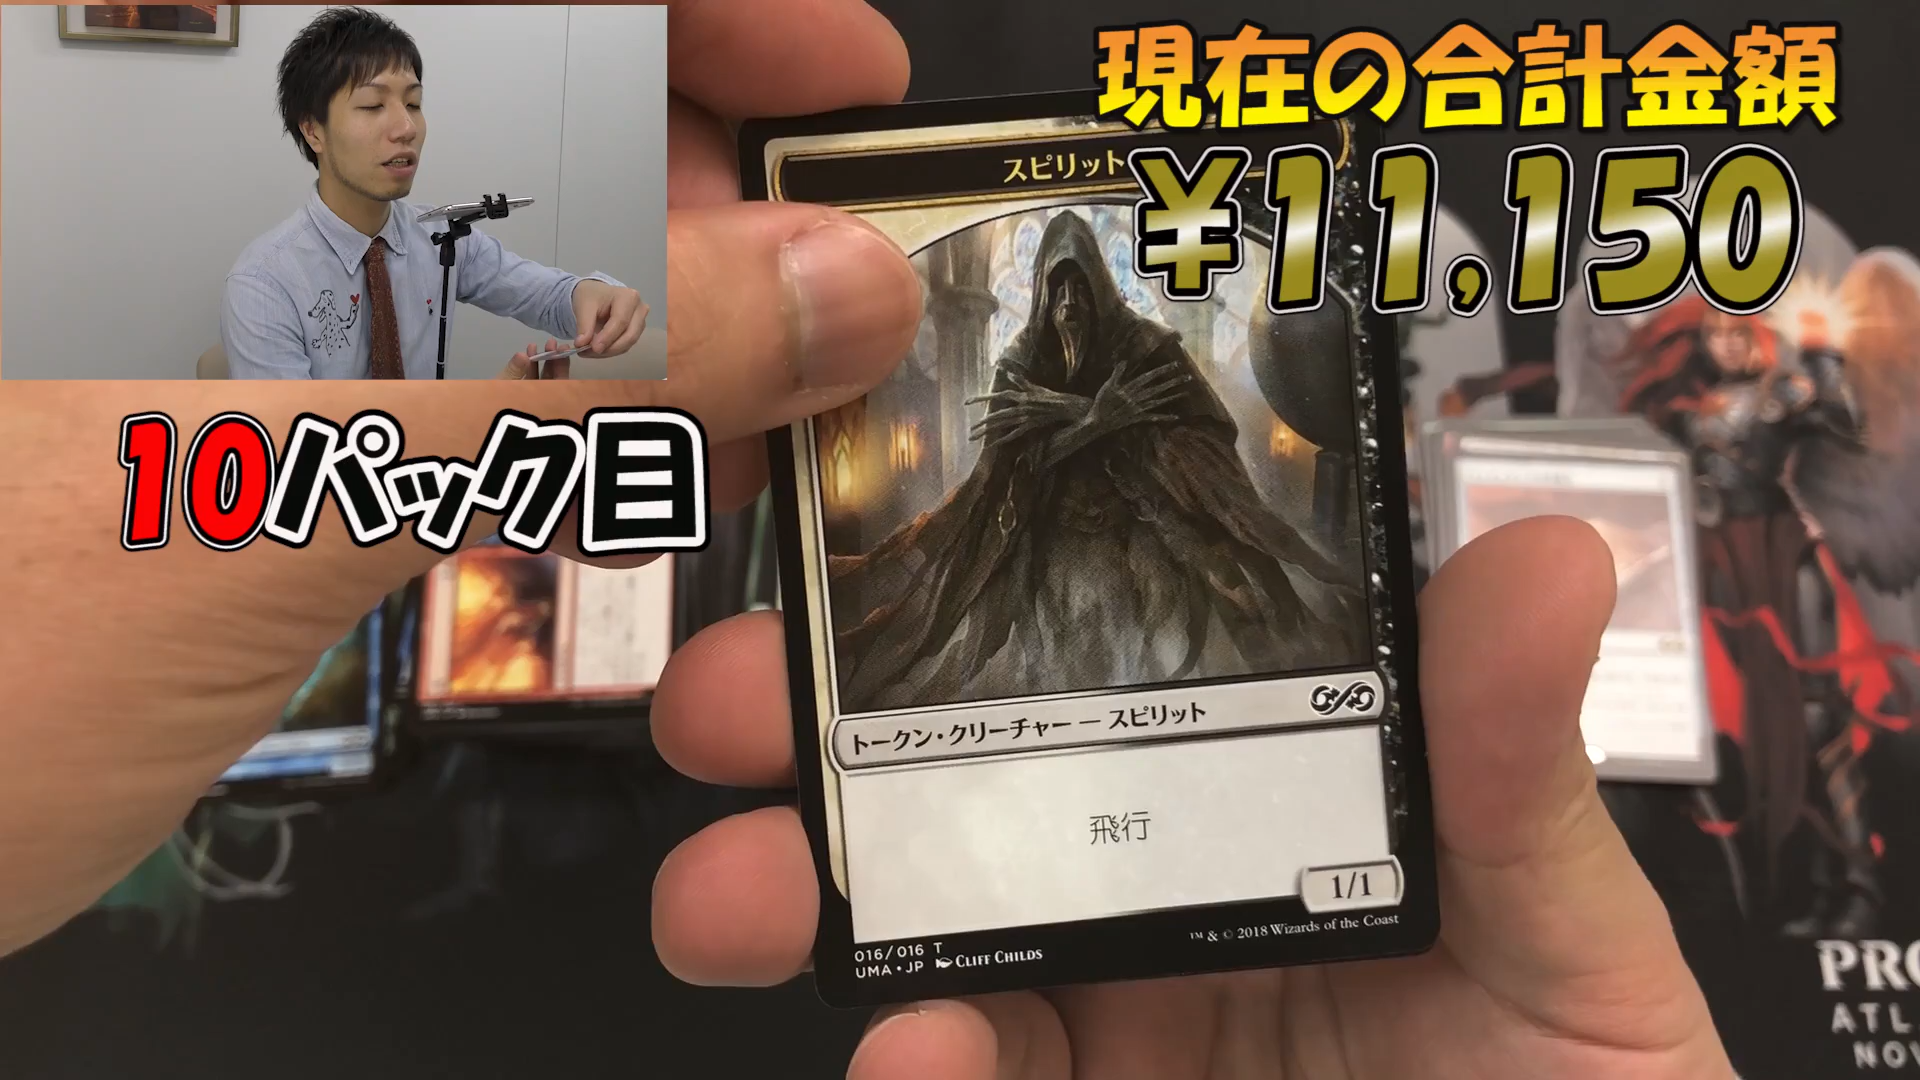 現在の合計金額
¥11,150
10パック目
スピリット
トークン・クリーチャー — スピリット
飛行
1/1
016/016 T
UMA • JP CLIFF CHILDS
™ & © 2018 Wizards of the Coast
PRO
ATL
NOV